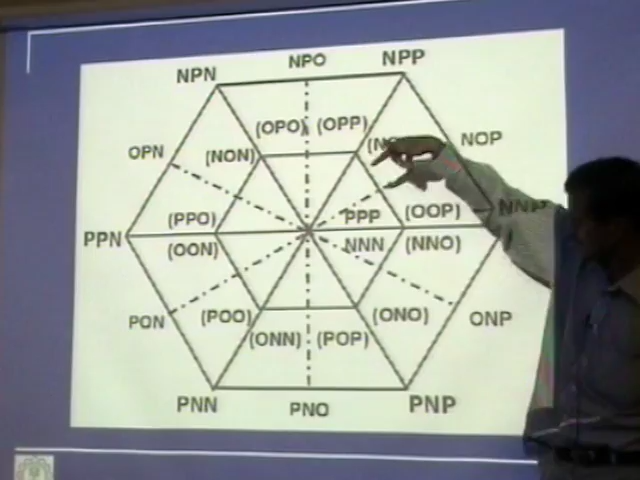 NPO
NPN NPP
(OPO) (OPP)
NOP
OPN (NON)
(PPO) PPP (OOP)
PPN
(OON) NNN (NNO)
PON (POO) (ONO) ONP
(ONN) (POP)
PNN PNO PNP